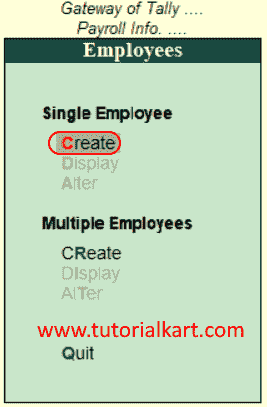 Gateway of Tally ....
Payroll Info. ....
Employees
Single Employee
Create
Display
Alter
Multiple Employees
CReate
DIsplay
AlTer
www.tutorialkart.com
Quit